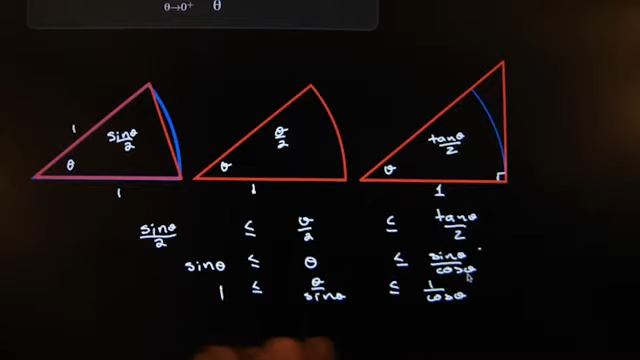 θ→0⁺ θ
1 sinθ/2 θ 1
θ/2 θ 1
tanθ/2 θ 1
sinθ/2 ≤ θ/2 ≤ tanθ/2
sinθ ≤ θ ≤ sinθ/cosθ
1 ≤ θ/sinθ ≤ 1/cosθ